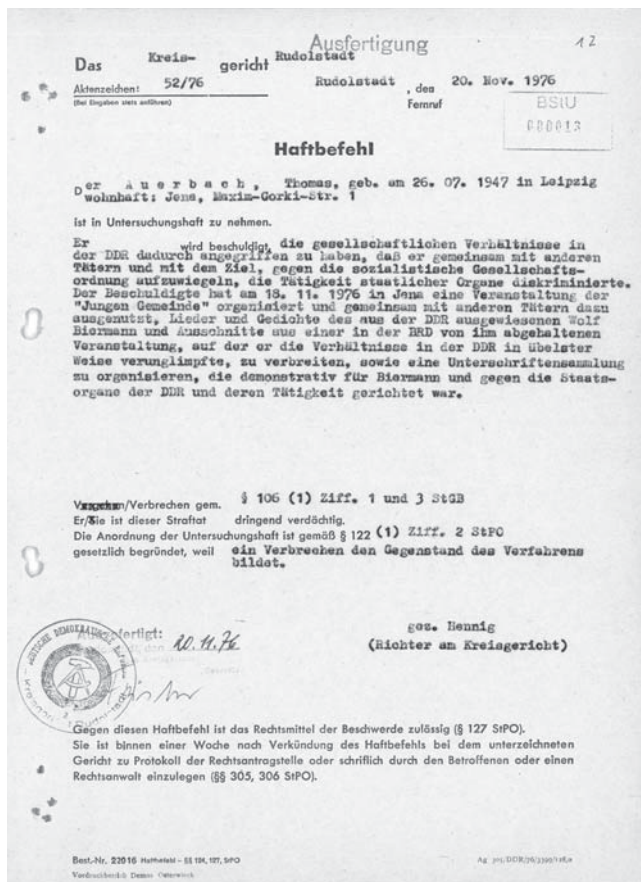 Ausfertigung
12
Das Kreis- gericht Rudolstadt
Aktenzeichen: 52/76
Rudolstadt, den 20. Nov. 1976
(Bei Eingaben stets anführen)
Fernruf
BStU
000013
Haftbefehl
Der Auerbach, Thomas, geb. am 26. 07. 1947 in Leipzig
wohnhaft: Jena, Maxim-Gorki-Str. 1
ist in Untersuchungshaft zu nehmen.
Er wird beschuldigt, die gesellschaftlichen Verhältnisse in
der DDR dadurch angegriffen zu haben, daß er gemeinsam mit anderen
Tätern und mit dem Ziel, gegen die sozialistische Gesellschafts-
ordnung aufzuwiegeln, die Tätigkeit staatlicher Organe diskriminierte.
Der Beschuldigte hat am 18. 11. 1976 in Jena eine Veranstaltung der
"Jungen Gemeinde" organisiert und gemeinsam mit anderen Tätern dazu
ausgenutzt, Lieder und Gedichte des aus der DDR ausgewiesenen Wolf
Biermann und Ausschnitte aus einer in der BRD von ihm abgehaltenen
Veranstaltung, auf der er die Verhältnisse in der DDR in übelster
Weise verunglimpfte, zu verbreiten, sowie eine Unterschriftensammlung
zu organisieren, die demonstrativ für Biermann und gegen die Staats-
organe der DDR und deren Tätigkeit gerichtet war.
/Verbrechen gem. § 106 (1) Ziff. 1 und 3 StGB
Er/Sie ist dieser Straftat dringend verdächtig.
Die Anordnung der Untersuchungshaft ist gemäß § 122 (1) Ziff. 2 StPO
gesetzlich begründet, weil ein Verbrechen den Gegenstand des Verfahrens
bildet.
gez. Hennig
(Richter am Kreisgericht)
Ausgefertigt: 20.11.76
Gegen diesen Haftbefehl ist das Rechtsmittel der Beschwerde zulässig (§ 127 StPO).
Sie ist binnen einer Woche nach Verkündung des Haftbefehls bei dem unterzeichneten
Gericht zu Protokoll der Rechtsantragstelle oder schriflich durch den Betroffenen oder einen
Rechtsanwalt einzulegen (§§ 305, 306 StPO).
Best.-Nr. 22016 Haftbefehl – §§ 124, 127, StPO
Vordruckbereich Demos Osterwieck